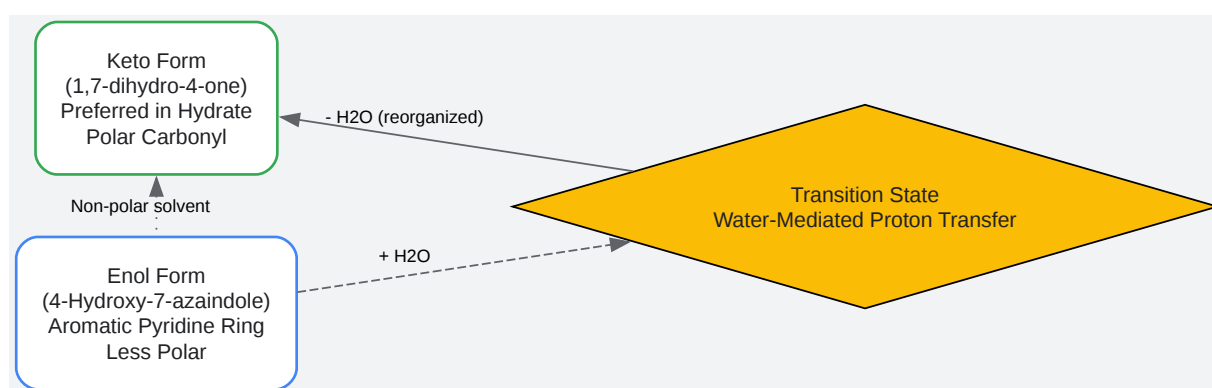 Keto Form
(1,7-dihydro-4-one)
Preferred in Hydrate
Polar Carbonyl
- H2O (reorganized)
Transition State
Water-Mediated Proton Transfer
Non-polar solvent
+ H2O
Enol Form
(4-Hydroxy-7-azaindole)
Aromatic Pyridine Ring
Less Polar